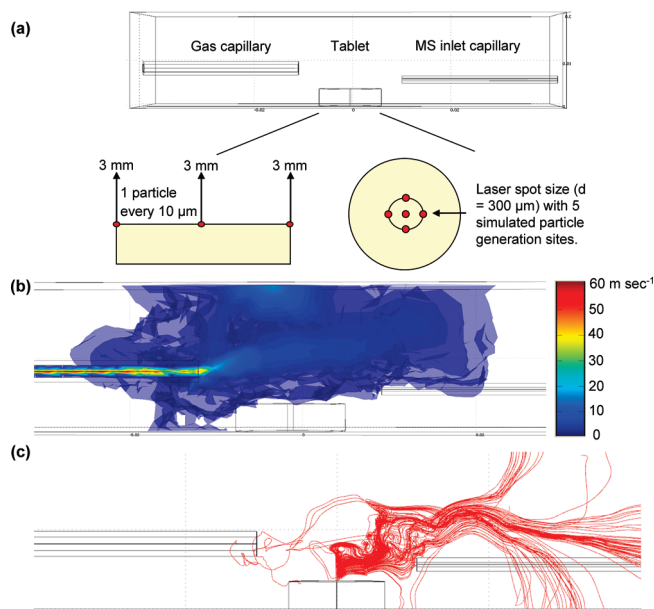 (a)
Gas capillary Tablet MS inlet capillary
-0.02 0 0.02
0.01
3 mm 3 mm 3 mm
1 particle
every 10 µm
Laser spot size (d
= 300 µm) with 5
simulated particle
generation sites.
(b)
60 m sec⁻¹
50
40
30
20
10
0
0
(c)